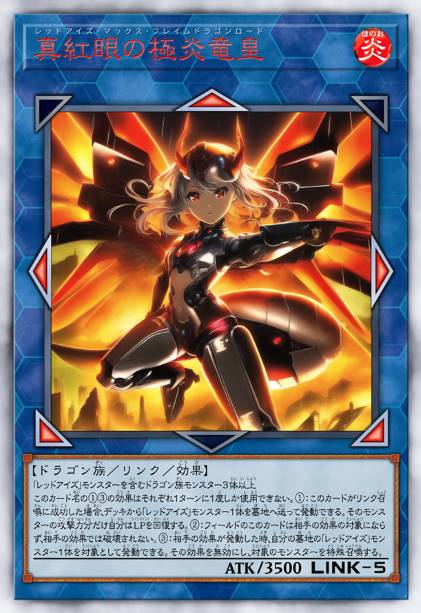 レッドアイズ・マックス・フレイムドラゴンロード
真紅眼の極炎竜皇
ほのお
炎
【ドラゴン族／リンク／効果】
「レッドアイズ」モンスターを含むドラゴン族モンスター3体以上
このカード名の①③の効果はそれぞれ1ターンに1度しか使用できない。①：このカードがリンク召
喚に成功した場合、デッキから「レッドアイズ」モンスター1体を墓地へ送って発動できる。そのモン
スターの攻撃力分だけ自分はLPを回復する。②：フィールドのこのカードは相手の効果の対象になら
ず、相手の効果では破壊されない。③：相手の効果が発動した時、自分の墓地の「レッドアイズ」モン
スター1体を対象として発動できる。その効果を無効にし、対象のモンスターを特殊召喚する。
ATK/3500 LINK-5